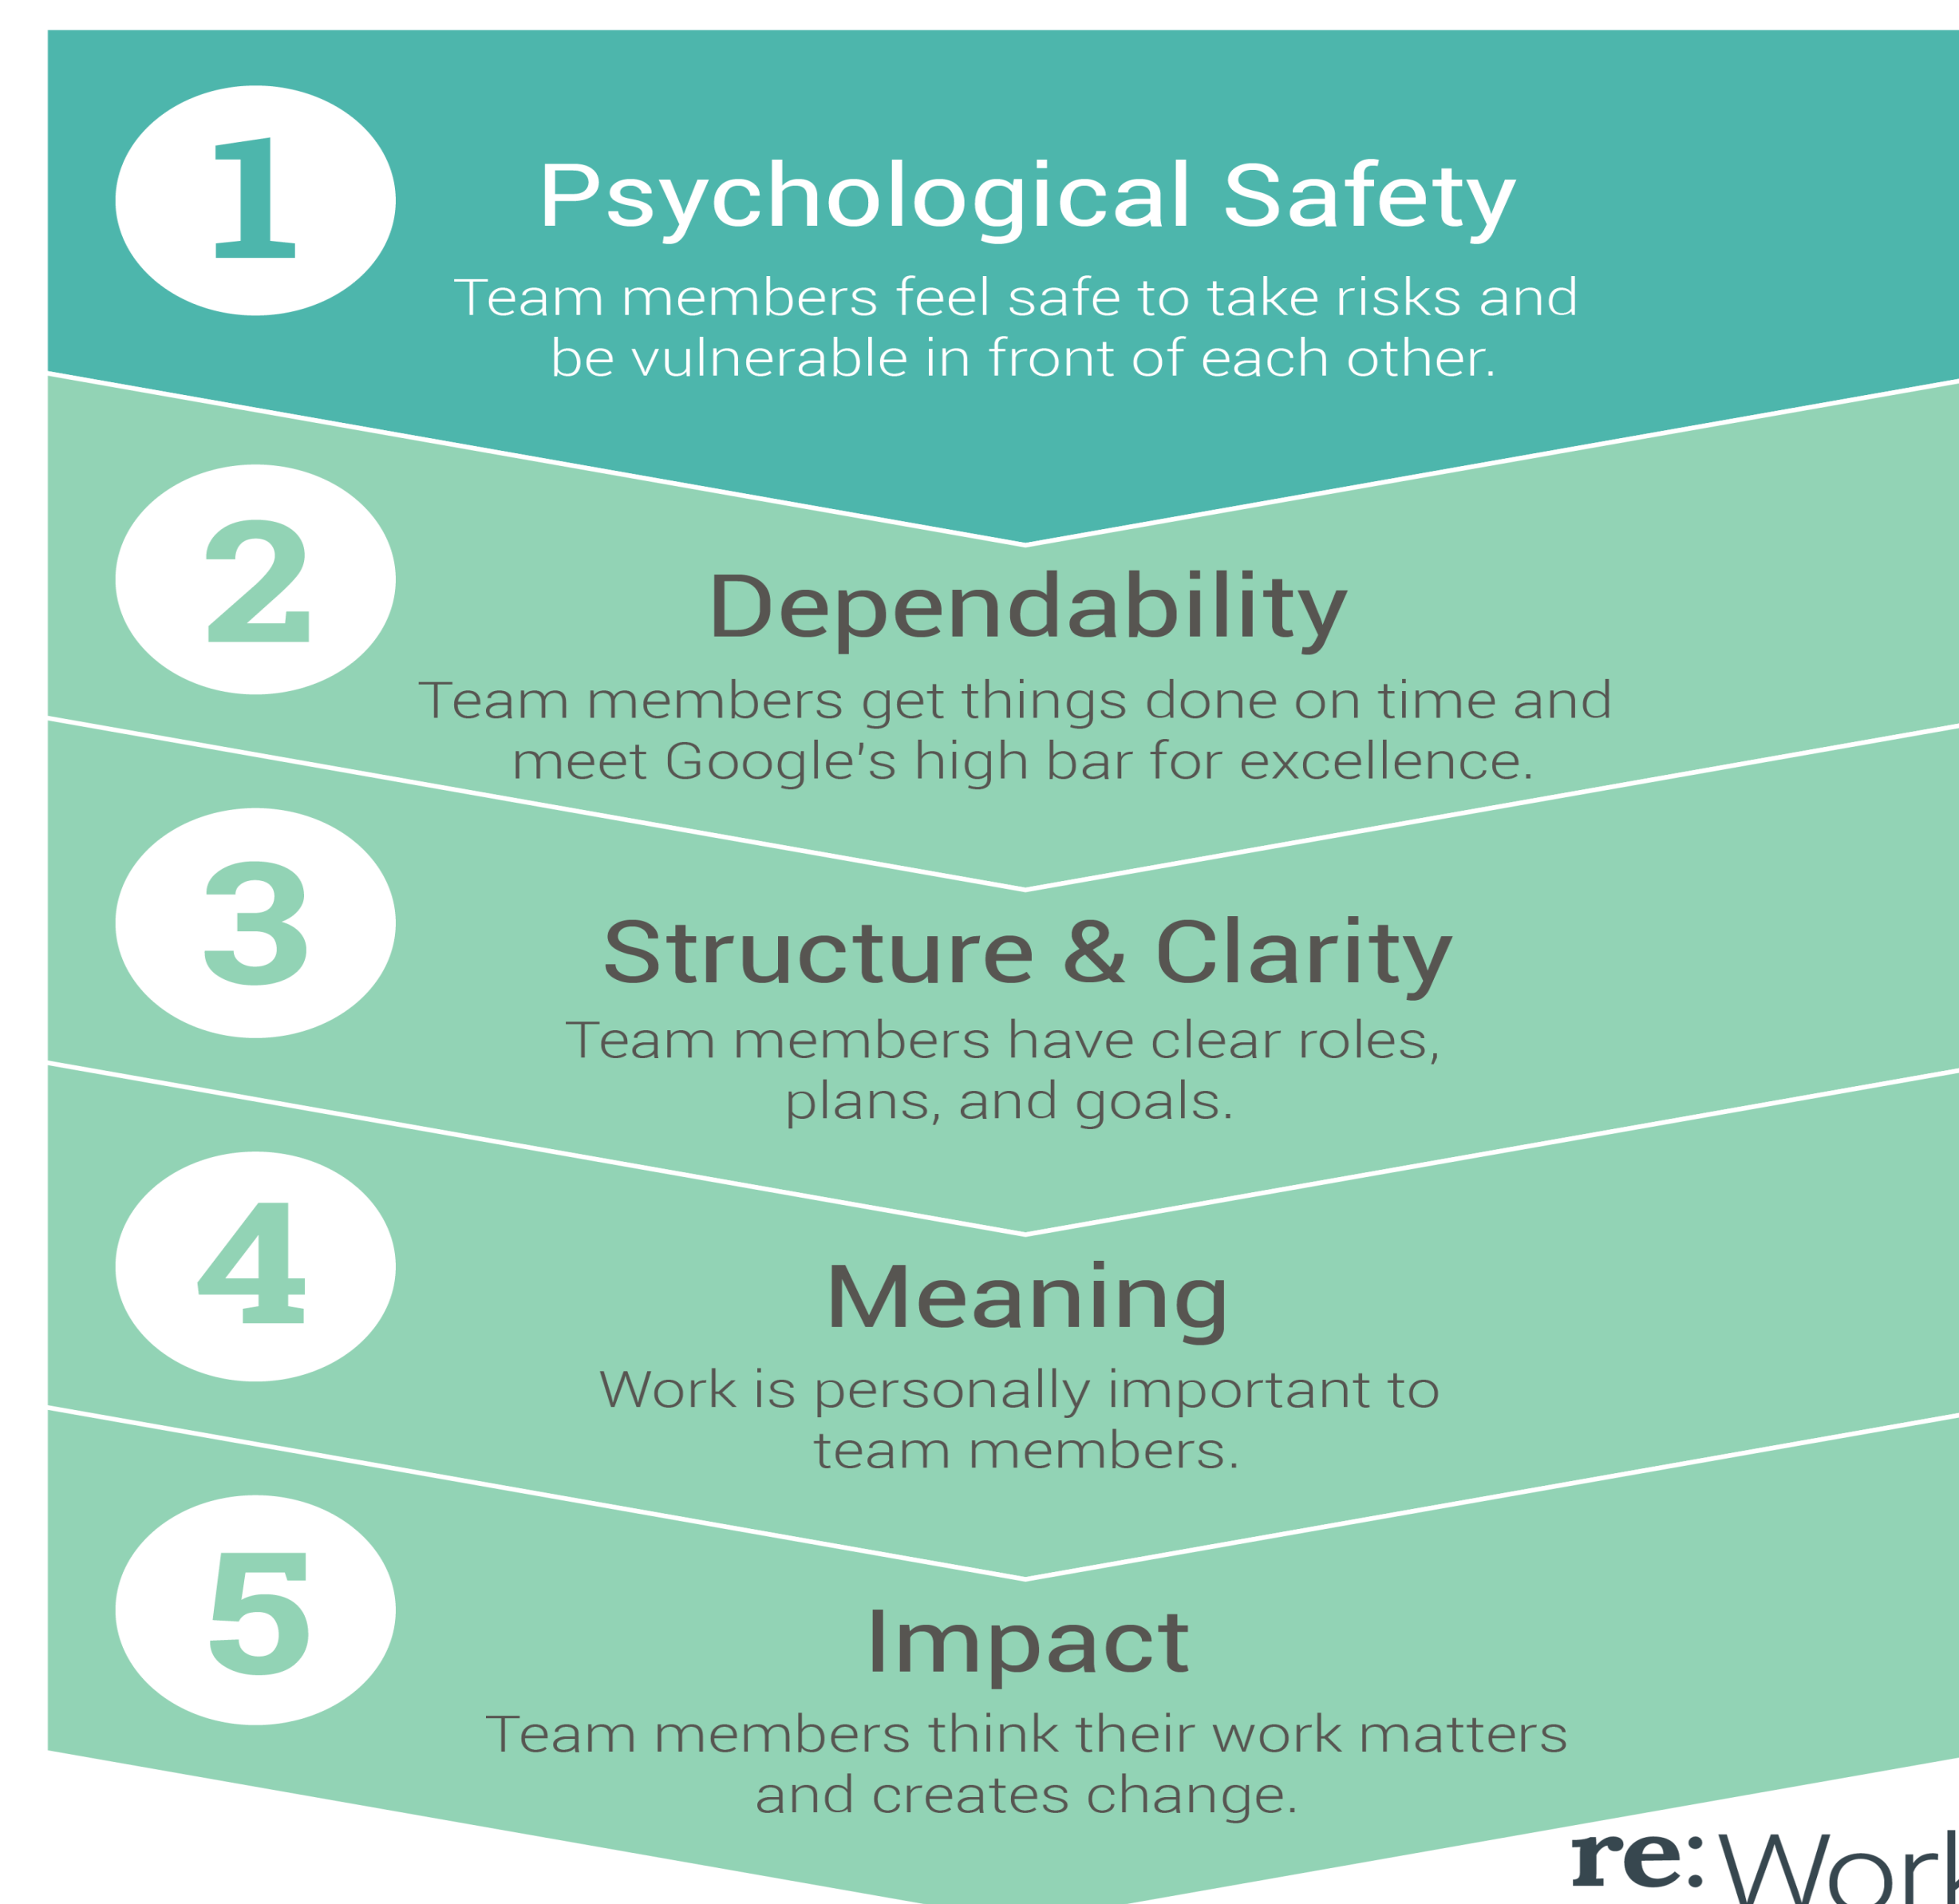 1
Psychological Safety
Team members feel safe to take risks and
be vulnerable in front of each other.
2
Dependability
Team members get things done on time and
meet Google's high bar for excellence.
3
Structure & Clarity
Team members have clear roles,
plans, and goals.
4
Meaning
Work is personally important to
team members.
5
Impact
Team members think their work matters
and creates change.
re:Work